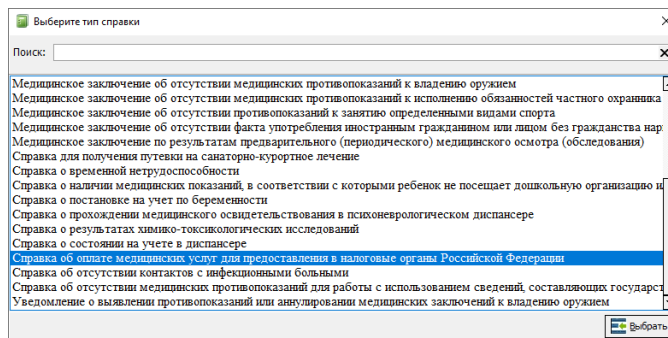 Выберите тип справки
Поиск:
Медицинское заключение об отсутствии медицинских противопоказаний к владению оружием
Медицинское заключение об отсутствии медицинских противопоказаний к исполнению обязанностей частного охранника
Медицинское заключение об отсутствии противопоказаний к занятию определенными видами спорта
Медицинское заключение об отсутствии факта употребления иностранным гражданином или лицом без гражданства нар
Медицинское заключение по результатам предварительного (периодического) медицинского осмотра (обследования)
Справка для получения путевки на санаторно-курортное лечение
Справка о временной нетрудоспособности
Справка о наличии медицинских показаний, в соответствии с которыми ребенок не посещает дошкольную организацию и
Справка о постановке на учет по беременности
Справка о прохождении медицинского освидетельствования в психоневрологическом диспансере
Справка о результатах химико-токсикологических исследований
Справка о состоянии на учете в диспансере
Справка об оплате медицинских услуг для предоставления в налоговые органы Российской Федерации
Справка об отсутствии контактов с инфекционными больными
Справка об отсутствии медицинских противопоказаний для работы с использованием сведений, составляющих государст
Уведомление о выявлении противопоказаний или аннулировании медицинских заключений к владению оружием
Выбрать